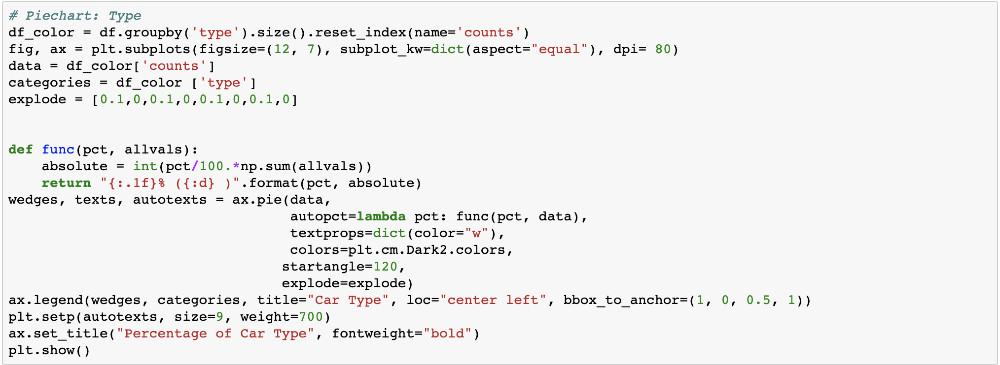 # Piechart: Type
df_color = df.groupby('type').size().reset_index(name='counts')
fig, ax = plt.subplots(figsize=(12, 7), subplot_kw=dict(aspect="equal"), dpi= 80)
data = df_color['counts']
categories = df_color ['type']
explode = [0.1,0,0.1,0,0.1,0,0.1,0]


def func(pct, allvals):
    absolute = int(pct/100.*np.sum(allvals))
    return "{:.1f}% ({:d} )".format(pct, absolute)
wedges, texts, autotexts = ax.pie(data,
                                  autopct=lambda pct: func(pct, data),
                                  textprops=dict(color="w"),
                                  colors=plt.cm.Dark2.colors,
                                 startangle=120,
                                 explode=explode)
ax.legend(wedges, categories, title="Car Type", loc="center left", bbox_to_anchor=(1, 0, 0.5, 1))
plt.setp(autotexts, size=9, weight=700)
ax.set_title("Percentage of Car Type", fontweight="bold")
plt.show()